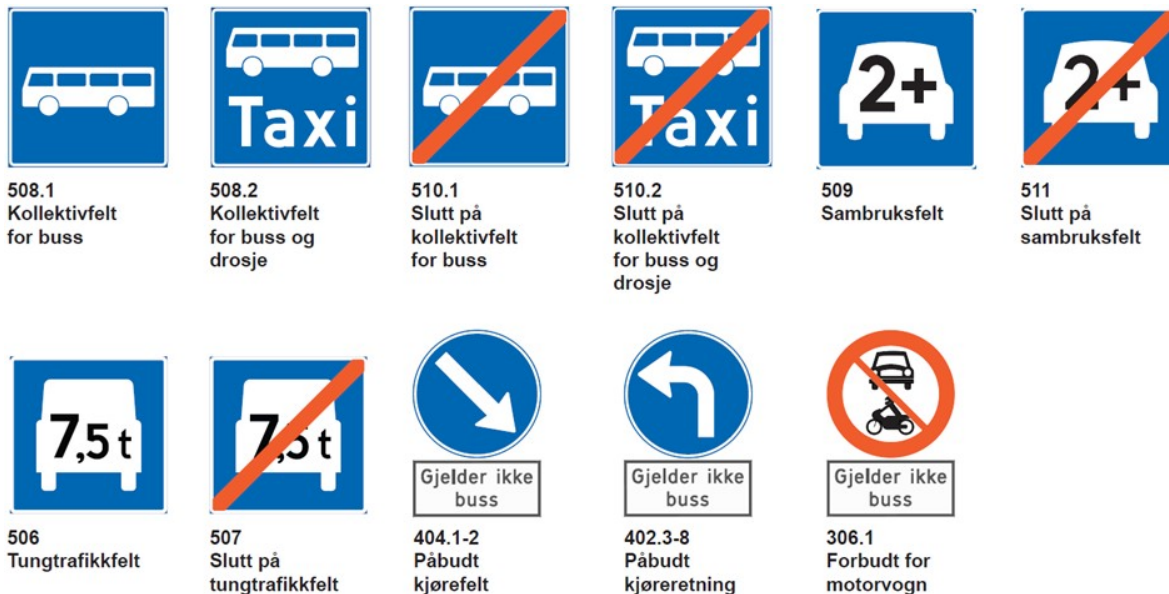 Taxi
Taxi
2+
2+
508.1
Kollektivfelt
for buss
508.2
Kollektivfelt
for buss og
drosje
510.1
Slutt på
kollektivfelt
for buss
510.2
Slutt på
kollektivfelt
for buss og
drosje
509
Sambruksfelt
511
Slutt på
sambruksfelt
7,5 t
7,5 t
Gjelder ikke
buss
Gjelder ikke
buss
Gjelder ikke
buss
506
Tungtrafikkfelt
507
Slutt på
tungtrafikkfelt
404.1-2
Påbudt
kjørefelt
402.3-8
Påbudt
kjøreretning
306.1
Forbudt for
motorvogn